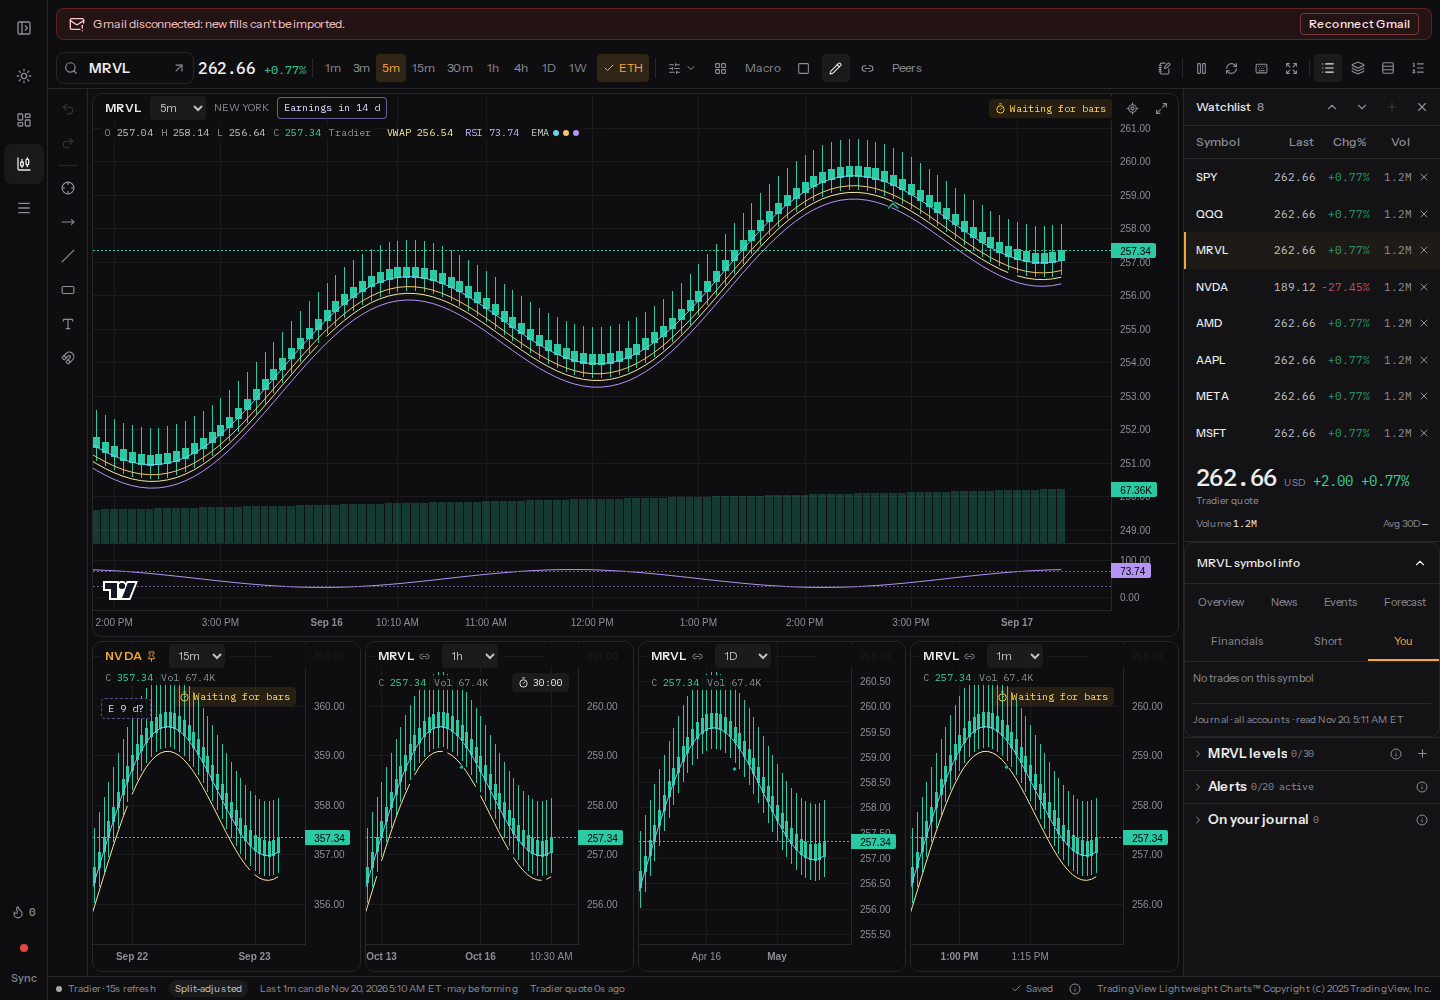 Gmail disconnected: new fills can't be imported. Reconnect Gmail
MRVL 262.66 +0.77% 1m 3m 5m 15m 30m 1h 4h 1D 1W ETH Macro Peers
MRVL 5m NEW YORK Earnings in 14 d Waiting for bars
O 257.04 H 258.14 L 256.64 C 257.34 Tradier VWAP 256.54 RSI 73.74 EMA
261.00
260.00
259.00
258.00
257.34
257.00
256.00
255.00
254.00
253.00
252.00
251.00
67.36K
249.00
100.00
73.74
0.00
2:00 PM 3:00 PM Sep 16 10:10 AM 11:00 AM 12:00 PM 1:00 PM 2:00 PM 3:00 PM Sep 17
NVDA 15m
C 357.34 Vol 67.4K
Waiting for bars
E 9 d?
361.00
360.00
359.00
358.00
357.34
357.00
356.00
Sep 22 Sep 23
MRVL 1h
C 257.34 Vol 67.4K 30:00
261.00
260.00
259.00
258.00
257.34
257.00
256.00
Oct 13 Oct 16 10:30 AM
MRVL 1D
C 257.34 Vol 67.4K
261.00
260.50
260.00
259.50
259.00
258.50
258.00
257.50
257.34
257.00
256.50
256.00
255.50
Apr 16 May
MRVL 1m
C 257.34 Vol 67.4K
Waiting for bars
261.00
260.00
259.00
258.00
257.34
257.00
256.00
1:00 PM 1:15 PM
Watchlist 8
Symbol Last Chg% Vol
SPY 262.66 +0.77% 1.2M
QQQ 262.66 +0.77% 1.2M
MRVL 262.66 +0.77% 1.2M
NVDA 189.12 -27.45% 1.2M
AMD 262.66 +0.77% 1.2M
AAPL 262.66 +0.77% 1.2M
META 262.66 +0.77% 1.2M
MSFT 262.66 +0.77% 1.2M
262.66 USD +2.00 +0.77%
Tradier quote
Volume 1.2M Avg 30D –
MRVL symbol info
Overview News Events Forecast
Financials Short You
No trades on this symbol
Journal · all accounts · read Nov 20, 5:11 AM ET
MRVL levels 0/30
Alerts 0/20 active
On your journal 0
0
Sync
Tradier · 15s refresh Split-adjusted Last 1m candle Nov 20, 2026 5:10 AM ET · may be forming Tradier quote 0s ago Saved TradingView Lightweight Charts™ Copyright (c) 2025 TradingView, Inc.